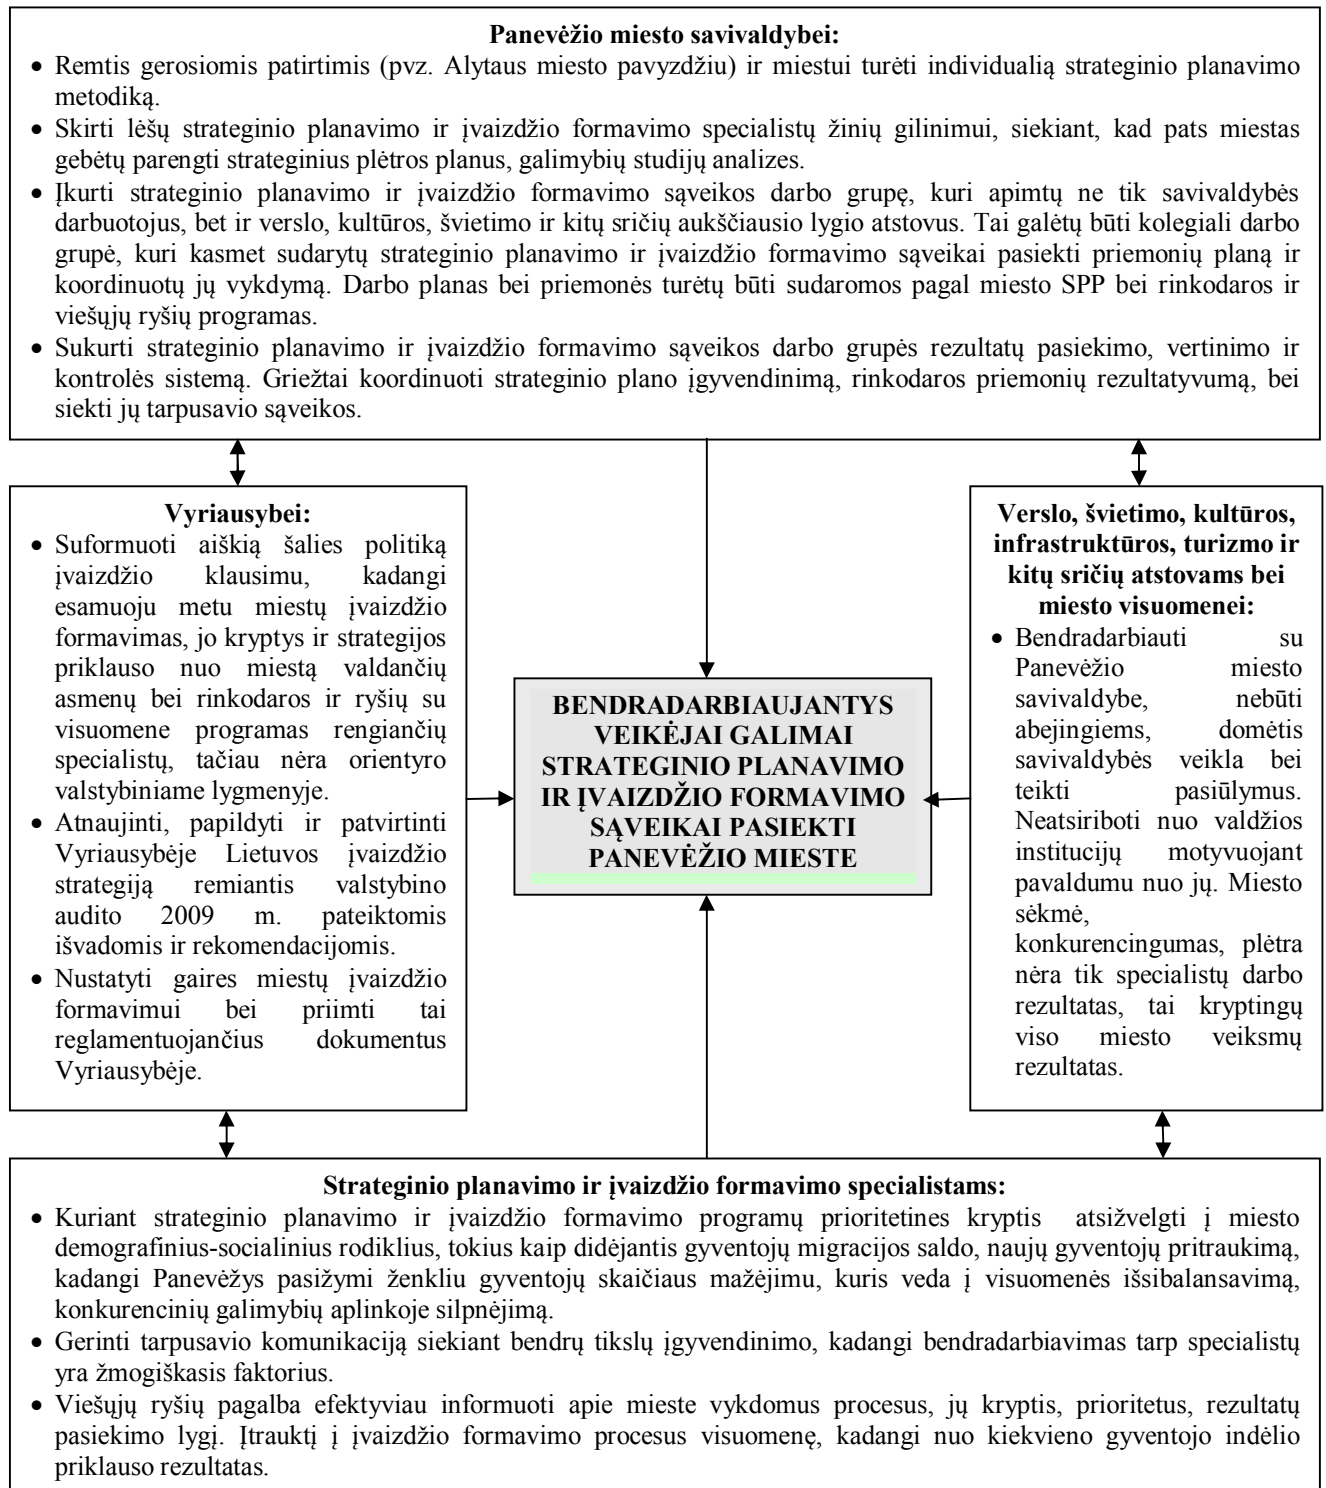 Panevėžio miesto savivaldybei:
• Remtis gerosiomis patirtimis (pvz. Alytaus miesto pavyzdžiu) ir miestui turėti individualią strateginio planavimo
metodiką.
• Skirti lėšų strateginio planavimo ir įvaizdžio formavimo specialistų žinių gilinimui, siekiant, kad pats miestas
gebėtų parengti strateginius plėtros planus, galimybių studijų analizes.
• Įkurti strateginio planavimo ir įvaizdžio formavimo sąveikos darbo grupę, kuri apimtų ne tik savivaldybės
darbuotojus, bet ir verslo, kultūros, švietimo ir kitų sričių aukščiausio lygio atstovus. Tai galėtų būti kolegiali darbo
grupė, kuri kasmet sudarytų strateginio planavimo ir įvaizdžio formavimo sąveikai pasiekti priemonių planą ir
koordinuotų jų vykdymą. Darbo planas bei priemonės turėtų būti sudaromos pagal miesto SPP bei rinkodaros ir
viešųjų ryšių programas.
• Sukurti strateginio planavimo ir įvaizdžio formavimo sąveikos darbo grupės rezultatų pasiekimo, vertinimo ir
kontrolės sistemą. Griežtai koordinuoti strateginio plano įgyvendinimą, rinkodaros priemonių rezultatyvumą, bei
siekti jų tarpusavio sąveikos.
Vyriausybei:
• Suformuoti aiškią šalies politiką
įvaizdžio klausimu, kadangi
esamuoju metu miestų įvaizdžio
formavimas, jo kryptys ir strategijos
priklauso nuo miestą valdančių
asmenų bei rinkodaros ir ryšių su
visuomene programas rengiančių
specialistų, tačiau nėra orientyro
valstybiniame lygmenyje.
• Atnaujinti, papildyti ir patvirtinti
Vyriausybėje Lietuvos įvaizdžio
strategiją remiantis valstybino
audito 2009 m. pateiktomis
išvadomis ir rekomendacijomis.
• Nustatyti gaires miestų įvaizdžio
formavimui bei priimti tai
reglamentuojančius dokumentus
Vyriausybėje.
BENDRADARBIAUJANTYS
VEIKĖJAI GALIMAI
STRATEGINIO PLANAVIMO
IR ĮVAIZDŽIO FORMAVIMO
SĄVEIKAI PASIEKTI
PANEVĖŽIO MIESTE
Verslo, švietimo, kultūros,
infrastruktūros, turizmo ir
kitų sričių atstovams bei
miesto visuomenei:
• Bendradarbiauti su
Panevėžio miesto
savivaldybe, nebūti
abejingiems, domėtis
savivaldybės veikla bei
teikti pasiūlymus.
Neatsiriboti nuo valdžios
institucijų motyvuojant
pavaldumu nuo jų. Miesto
sėkmė,
konkurencingumas, plėtra
nėra tik specialistų darbo
rezultatas, tai kryptingų
viso miesto veiksmų
rezultatas.
Strateginio planavimo ir įvaizdžio formavimo specialistams:
• Kuriant strateginio planavimo ir įvaizdžio formavimo programų prioritetines kryptis atsižvelgti į miesto
demografinius-socialinius rodiklius, tokius kaip didėjantis gyventojų migracijos saldo, naujų gyventojų pritraukimą,
kadangi Panevėžys pasižymi ženkliu gyventojų skaičiaus mažėjimu, kuris veda į visuomenės išsibalansavimą,
konkurencinių galimybių aplinkoje silpnėjimą.
• Gerinti tarpusavio komunikaciją siekiant bendrų tikslų įgyvendinimo, kadangi bendradarbiavimas tarp specialistų
yra žmogiškasis faktorius.
• Viešųjų ryšių pagalba efektyviau informuoti apie mieste vykdomus procesus, jų kryptis, prioritetus, rezultatų
pasiekimo lygį. Įtrauktį į įvaizdžio formavimo procesus visuomenę, kadangi nuo kiekvieno gyventojo indėlio
priklauso rezultatas.